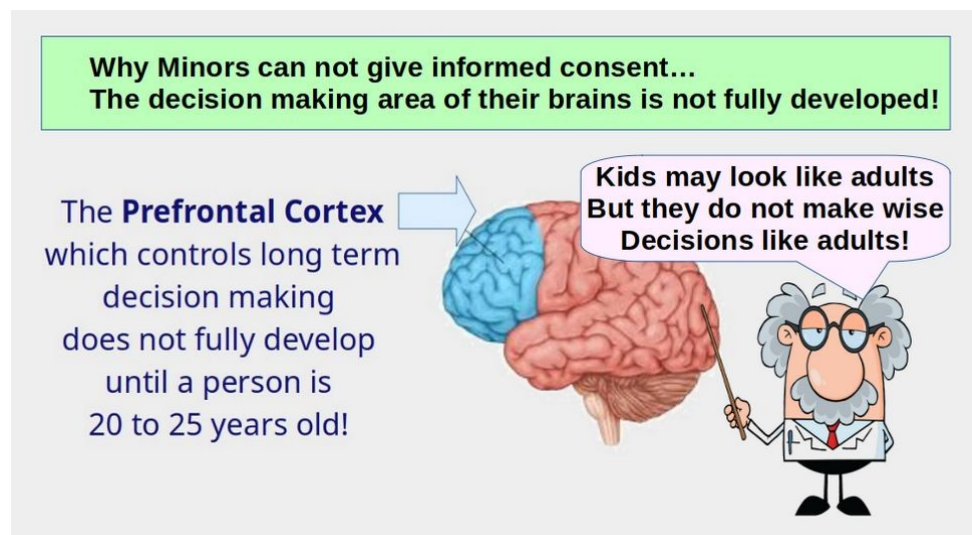 Why Minors can not give informed consent...
The decision making area of their brains is not fully developed!
The Prefrontal Cortex
which controls long term
decision making
does not fully develop
until a person is
20 to 25 years old!
Kids may look like adults
But they do not make wise
Decisions like adults!